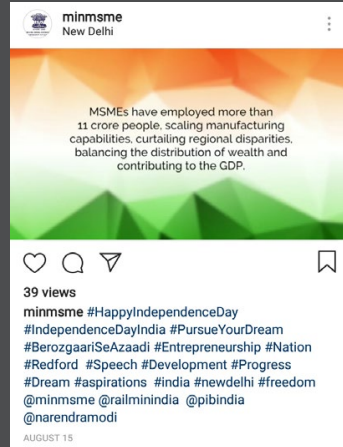 minmsme
New Delhi
MSMEs have employed more than
11 crore people, scaling manufacturing
capabilities, curtailing regional disparities,
balancing the distribution of wealth and
contributing to the GDP.
39 views
minmsme #HappyIndependenceDay
#IndependenceDayIndia #PursueYourDream
#BerozgaariSeAzaadi #Entrepreneurship #Nation
#Redford #Speech #Development #Progress
#Dream #aspirations #india #newdelhi #freedom
@minmsme @railminindia @pibindia
@narendramodi
AUGUST 15